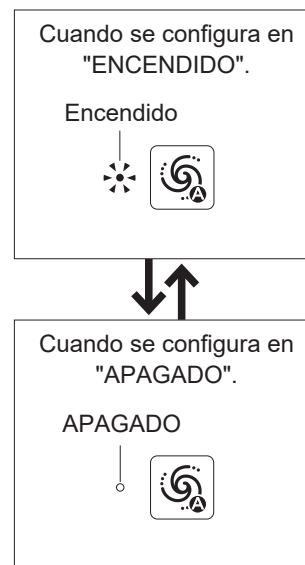 Cuando se configura en
"ENCENDIDO".
Encendido
A
Cuando se configura en
"APAGADO".
APAGADO
A